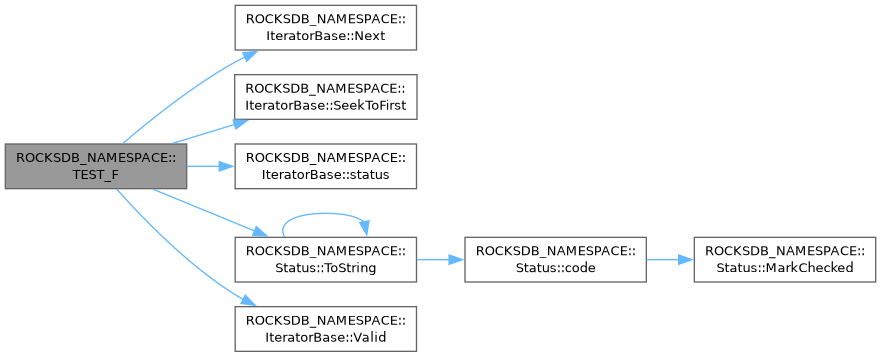 ROCKSDB_NAMESPACE::
TEST_F
ROCKSDB_NAMESPACE::
IteratorBase::Next
ROCKSDB_NAMESPACE::
IteratorBase::SeekToFirst
ROCKSDB_NAMESPACE::
IteratorBase::status
ROCKSDB_NAMESPACE::
Status::ToString
ROCKSDB_NAMESPACE::
Status::code
ROCKSDB_NAMESPACE::
Status::MarkChecked
ROCKSDB_NAMESPACE::
IteratorBase::Valid